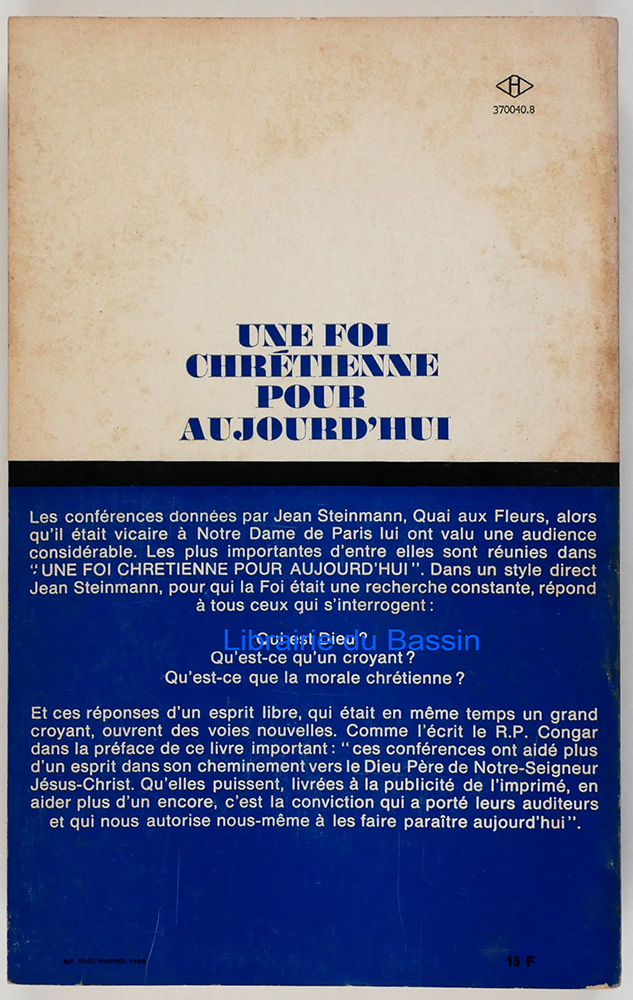 H
370040.8
UNE FOI
CHRÉTIENNE
POUR
AUJOURD'HUI
Les conférences données par Jean Steinmann, Quai aux Fleurs, alors
qu'il était vicaire à Notre Dame de Paris lui ont valu une audience
considérable. Les plus importantes d'entre elles sont réunies dans
"UNE FOI CHRETIENNE POUR AUJOURD'HUI". Dans un style direct
Jean Steinmann, pour qui la Foi était une recherche constante, répond
à tous ceux qui s'interrogent :
Qui est Dieu ?
Librairie du Bassin
Qu'est-ce qu'un croyant ?
Qu'est-ce que la morale chrétienne ?
Et ces réponses d'un esprit libre, qui était en même temps un grand
croyant, ouvrent des voies nouvelles. Comme l'écrit le R.P. Congar
dans la préface de ce livre important : "ces conférences ont aidé plus
d'un esprit dans son cheminement vers le Dieu Père de Notre-Seigneur
Jésus-Christ. Qu'elles puissent, livrées à la publicité de l'imprimé, en
aider plus d'un encore, c'est la conviction qui a porté leurs auditeurs
et qui nous autorise nous-même à les faire paraître aujourd'hui".
PARIS
15 F